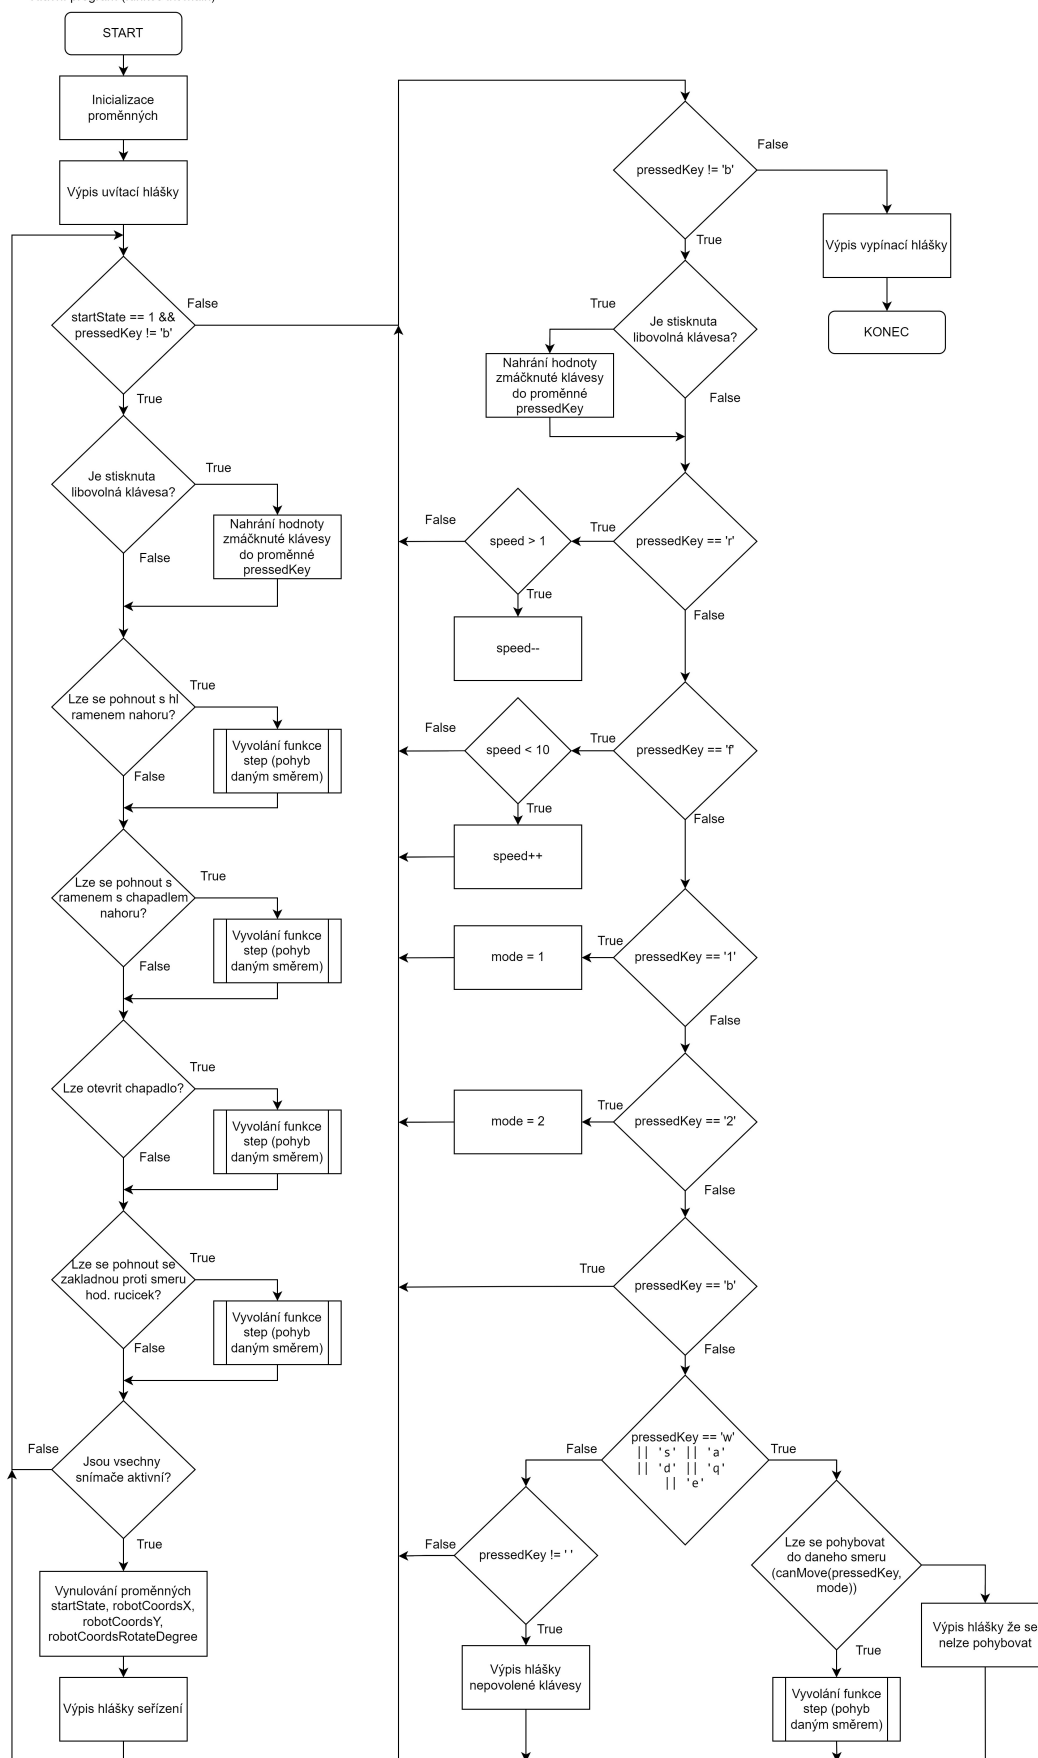 START
Inicializace
proměnných
Výpis uvítací hlášky
startState == 1 &&
pressedKey != 'b'
False
True
Je stisknuta
libovolná klávesa?
True
False
Nahrání hodnoty
zmáčknuté klávesy
do proměnné
pressedKey
Lze se pohnout s hl
ramenem nahoru?
True
False
Vyvolání funkce
step (pohyb
daným směrem)
Lze se pohnout s
ramenem s chapadlem
nahoru?
True
False
Vyvolání funkce
step (pohyb
daným směrem)
Lze otevrit chapadlo?
True
False
Vyvolání funkce
step (pohyb
daným směrem)
Lze se pohnout se
zakladnou proti smeru
hod. rucicek?
True
False
Vyvolání funkce
step (pohyb
daným směrem)
Jsou vsechny
snímače aktivní?
False
True
Vynulování proměnných
startState, robotCoordsX,
robotCoordsY,
robotCoordsRotateDegree
Výpis hlášky seřízení
pressedKey != 'b'
False
True
Výpis vypínací hlášky
KONEC
Je stisknuta
libovolná klávesa?
True
False
Nahrání hodnoty
zmáčknuté klávesy
do proměnné
pressedKey
pressedKey == 'r'
True
False
speed > 1
False
True
speed--
pressedKey == 'f'
True
False
speed < 10
False
True
speed++
pressedKey == '1'
True
False
mode = 1
pressedKey == '2'
True
False
mode = 2
pressedKey == 'b'
True
False
pressedKey == 'w'
|| 's' || 'a'
|| 'd' || 'q'
|| 'e'
False
True
pressedKey != ' '
False
True
Výpis hlášky
nepovolené klávesy
Lze se pohybovat
do daneho smeru
(canMove(pressedKey,
mode))
True
Výpis hlášky že se
nelze pohybovat
Vyvolání funkce
step (pohyb
daným směrem)